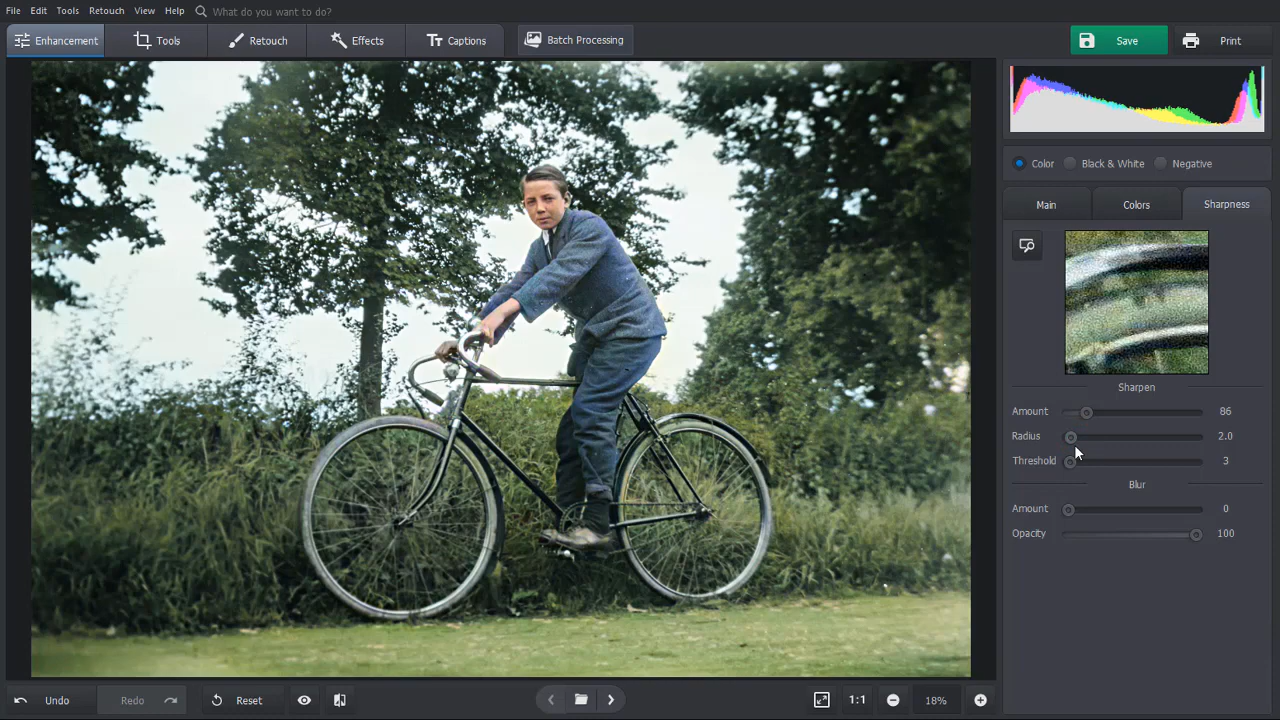 File Edit Tools Retouch View Help What do you want to do?
Enhancement Tools Retouch Effects Captions Batch Processing Save Print
Color Black & White Negative
Main Colors Sharpness
Sharpen
Amount 86
Radius 2.0
Threshold 3
Blur
Amount 0
Opacity 100
Undo Redo Reset 1:1 18%